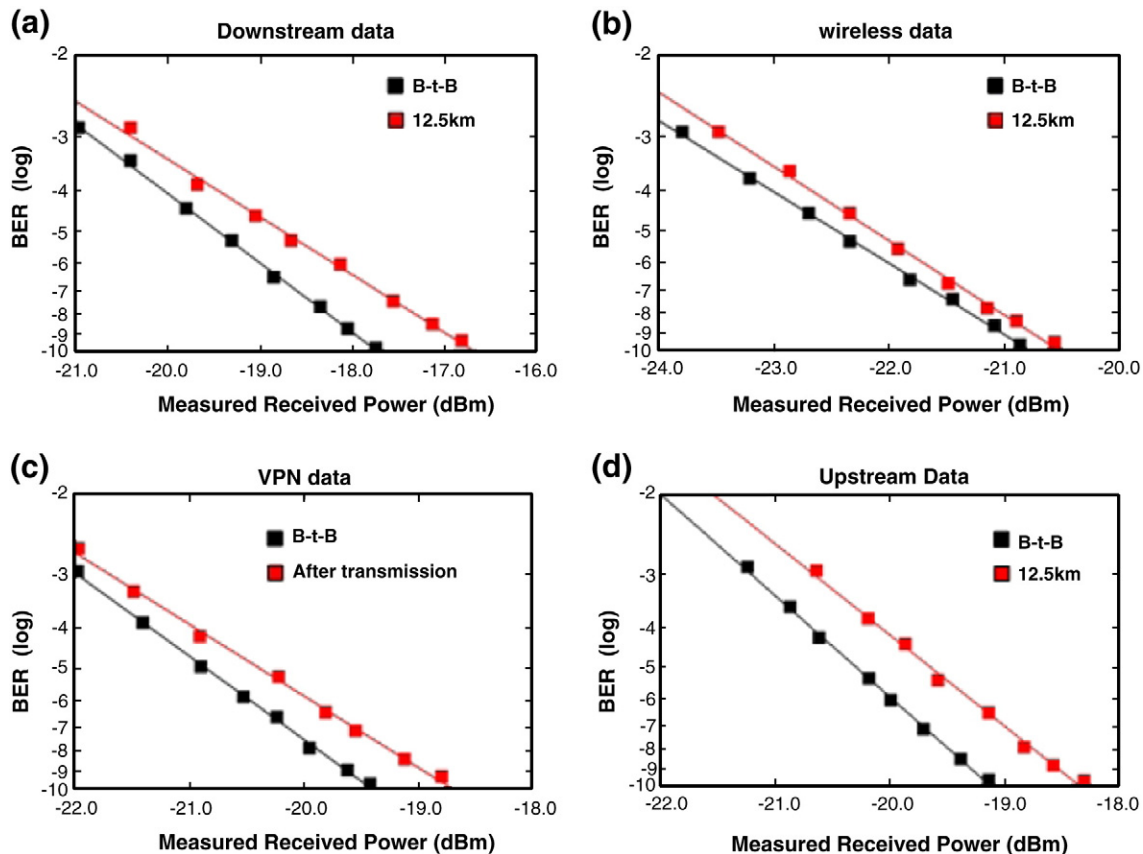 (a)
Downstream data
B-t-B
12.5km
-2
-3
-4
-5
-6
-7
-8
-9
-10
BER (log)
-21.0 -20.0 -19.0 -18.0 -17.0 -16.0
Measured Received Power (dBm)
(b)
wireless data
B-t-B
12.5km
-2
-3
-4
-5
-6
-7
-8
-9
-10
BER (log)
-24.0 -23.0 -22.0 -21.0 -20.0
Measured Received Power (dBm)
(c)
VPN data
B-t-B
After transmission
-2
-3
-4
-5
-6
-7
-8
-9
-10
BER (log)
-22.0 -21.0 -20.0 -19.0 -18.0
Measured Received Power (dBm)
(d)
Upstream Data
B-t-B
12.5km
-2
-3
-4
-5
-6
-7
-8
-9
-10
BER (log)
-22.0 -21.0 -20.0 -19.0 -18.0
Measured Received Power (dBm)